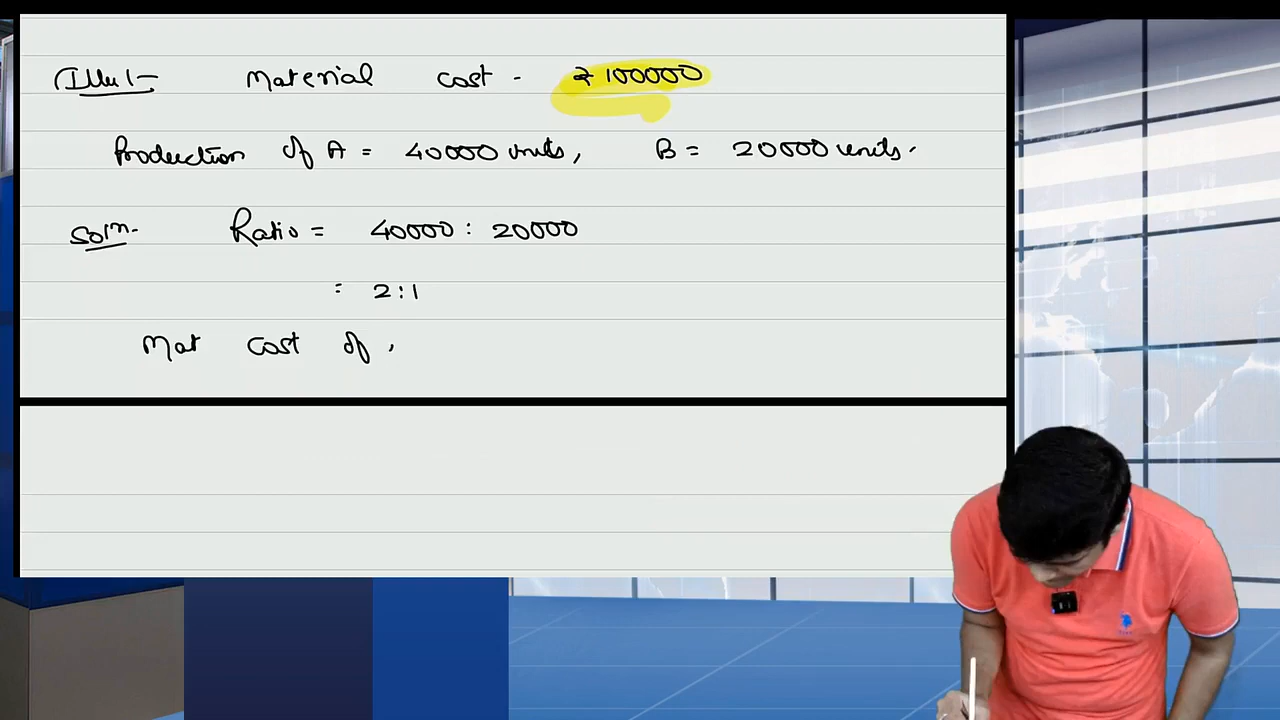 Illu 1- Material cost - ₹ 100000
Production of A = 40000 units, B = 20000 units.
Soln. Ratio = 40000 : 20000
= 2:1
Mat cost of